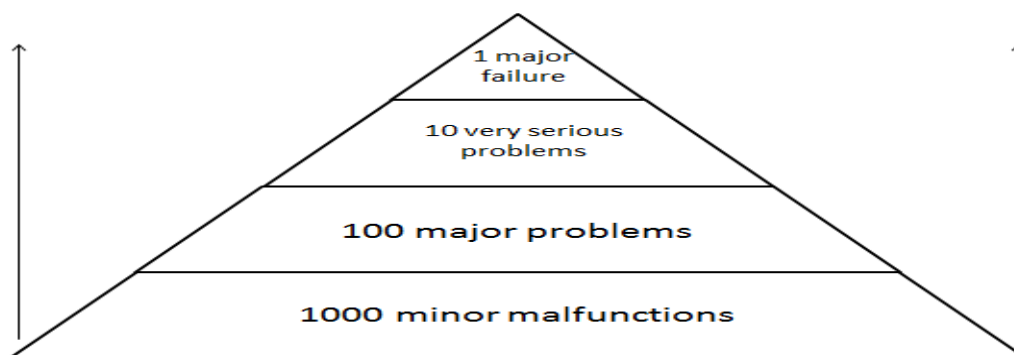 1 major
failure
10 very serious
problems
100 major problems
1000 minor malfunctions